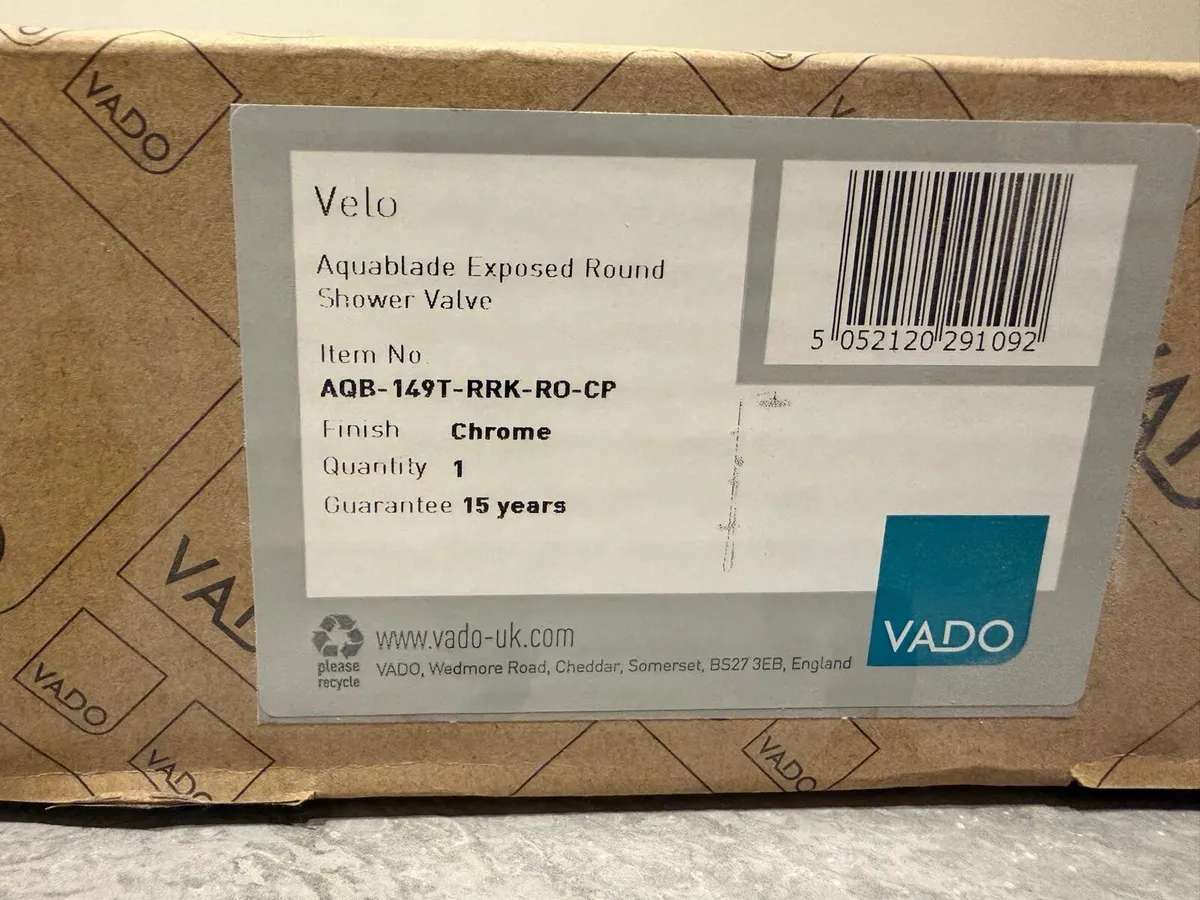 VADO
Velo
Aquablade Exposed Round
Shower Valve
Item No.
AQB-149T-RRK-RO-CP
Finish Chrome
Quantity 1
Guarantee 15 years
5 052120 291092
VADO
please
recycle
www.vado-uk.com
VADO, Wedmore Road, Cheddar, Somerset, BS27 3EB, England
VADO
VADO
VADO